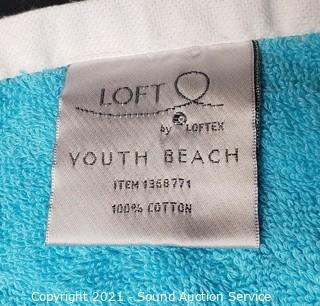 LOFT
by LOFTEX
YOUTH BEACH
ITEM 1368771
100% COTTON
Copyright 2021 - Sound Auction Service